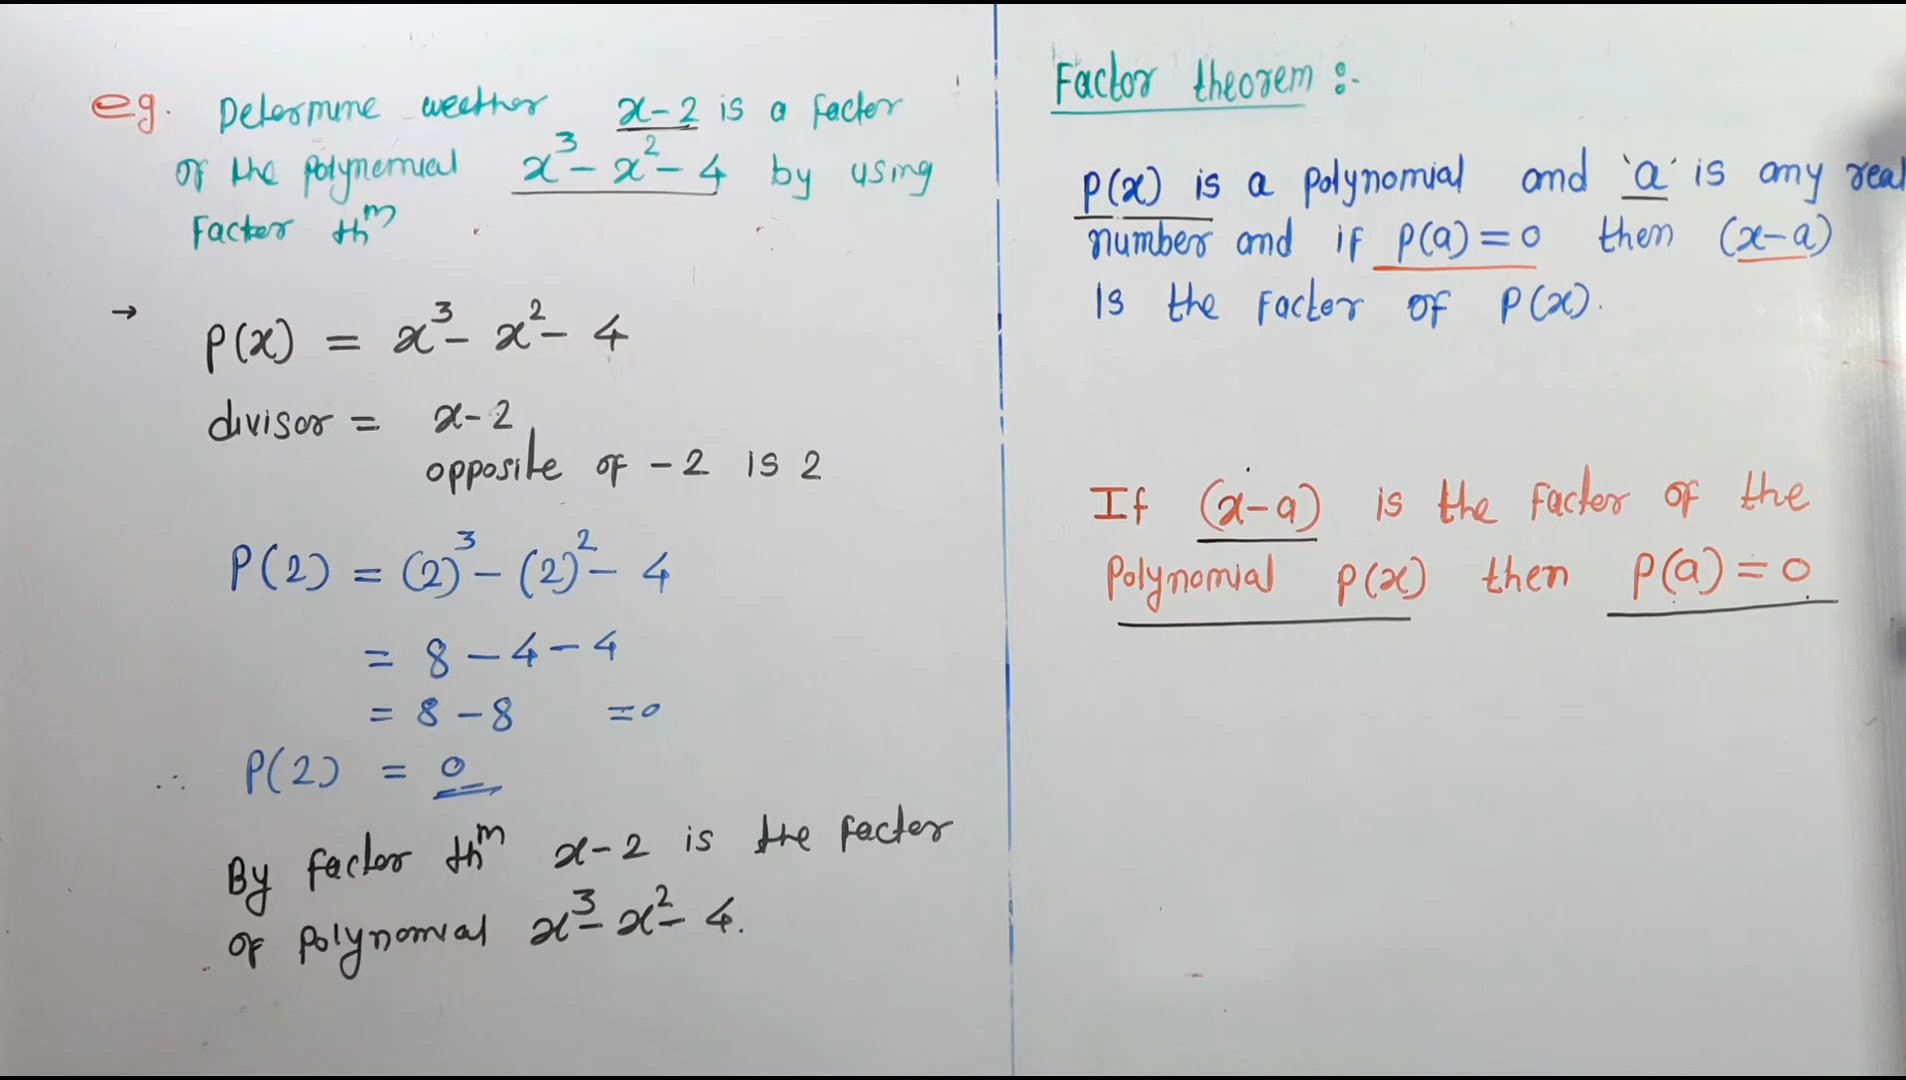 eg. Determine weether x-2 is a factor
of the polynemial x³ - x² - 4 by using
Factor thᵐ
→ P(x) = x³ - x² - 4
divisor = x-2
opposite of -2 is 2
P(2) = (2)³ - (2)² - 4
= 8 - 4 - 4
= 8 - 8 =0
∴ P(2) = 0
By factor thᵐ x-2 is the factor
of polynomial x³ - x² - 4.
Factor theorem :-
P(x) is a polynomial and 'a' is any real
number and if P(a)=0 then (x-a)
is the factor of P(x).
If (x-a) is the factor of the
polynomial P(x) then P(a)=0